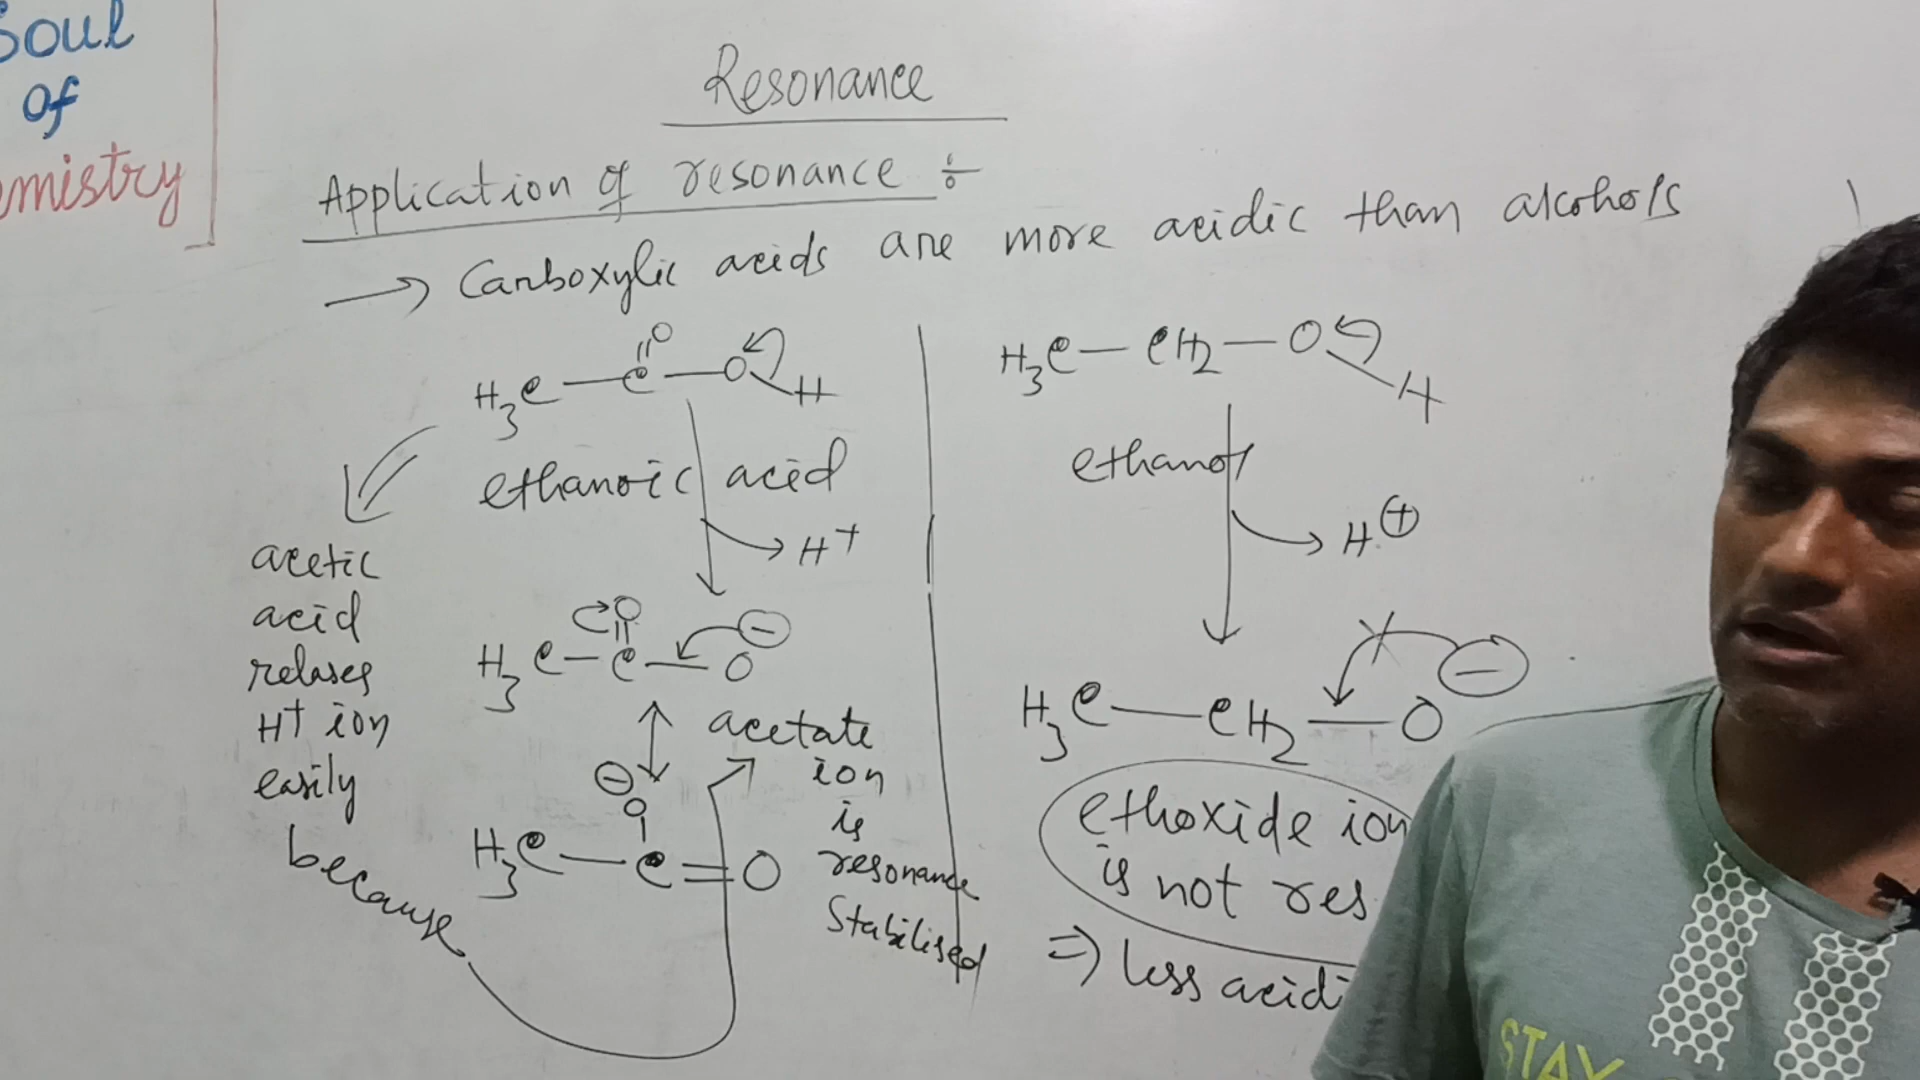 Soul
of
emistry
Resonance
Application of resonance ÷
→ Carboxylic acids are more acidic than alcohols
H3C—C—O H
O
ethanoic acid
H+
H3C—C—O
O
⊖
acetate
ion
is
resonance
Stabilised
⊖
O
H3C—C=O
acetic
acid
relases
H+ ion
easily
because
H3C—CH2—O H
ethanol
H⊕
⊖
H3C—CH2—O
ethoxide ion
is not res
⇒ less acidi
STAY